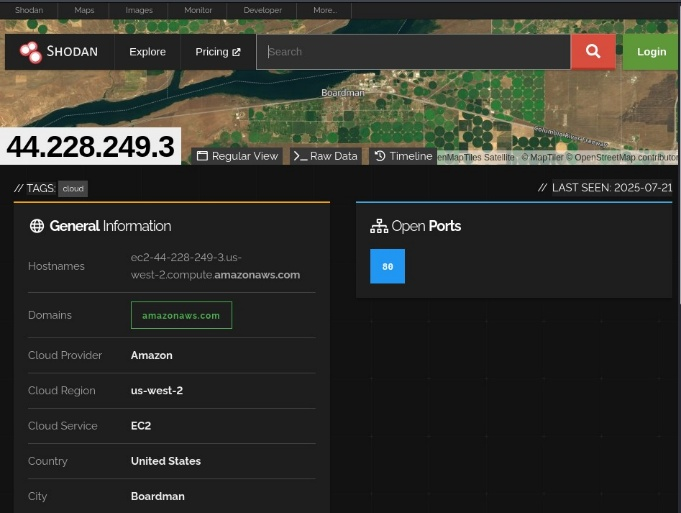 Shodan Maps Images Monitor Developer More...
SHODAN Explore Pricing Search Login
Boardman
44.228.249.3
Regular View Raw Data Timeline
enMapTiles Satellite © MapTiler © OpenStreetMap contributor
// TAGS: cloud
// LAST SEEN: 2025-07-21
General Information
Hostnames ec2-44-228-249-3.us-
west-2.compute.amazonaws.com
Domains amazonaws.com
Cloud Provider Amazon
Cloud Region us-west-2
Cloud Service EC2
Country United States
City Boardman
Open Ports
80